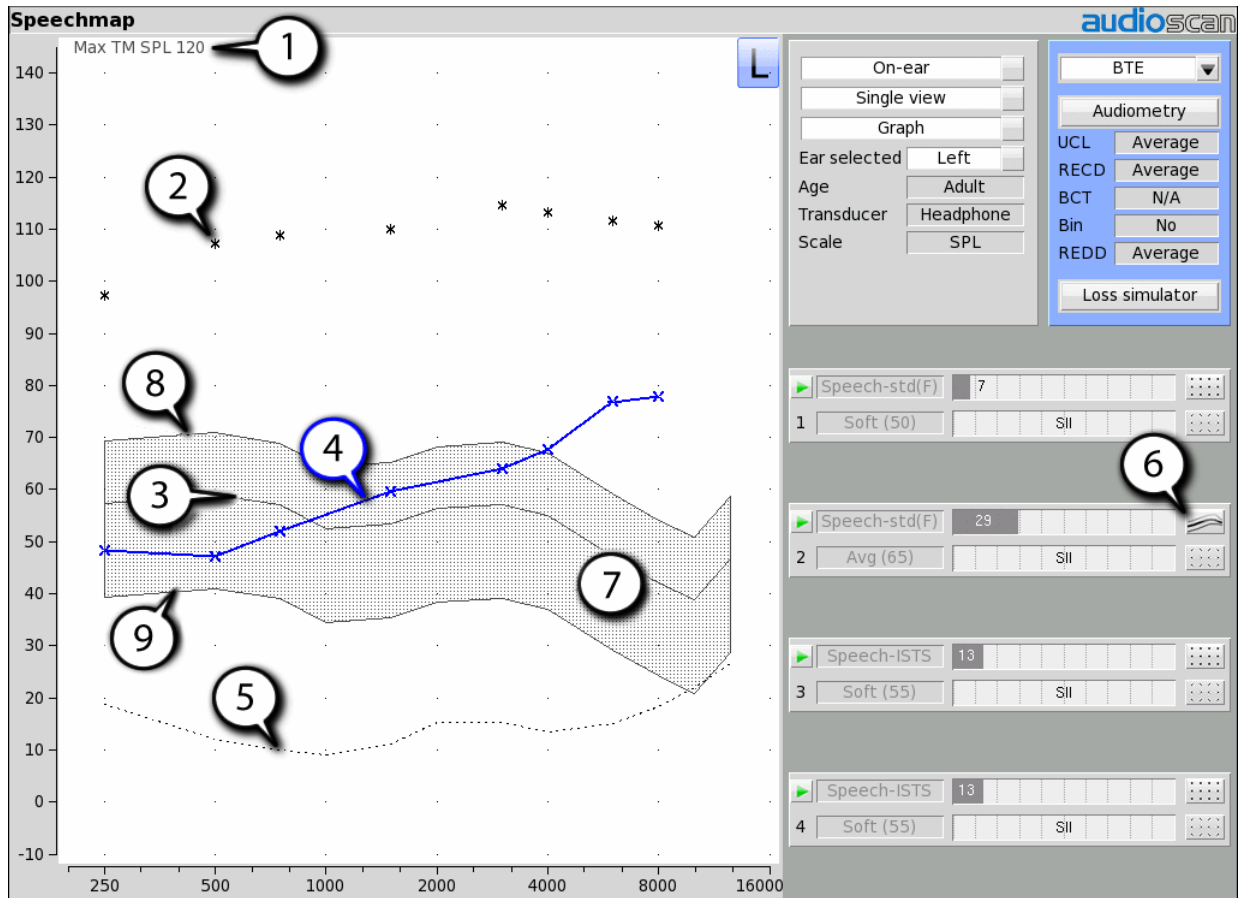 Speechmap
audioscan
Max TM SPL 120
1
L
140
130
120
110
100
90
80
70
60
50
40
30
20
10
0
-10
250 500 1000 2000 4000 8000 16000
2
8
4
3
7
9
5
6
On-ear
Single view
Graph
Ear selected Left
Age Adult
Transducer Headphone
Scale SPL
BTE
Audiometry
UCL Average
RECD Average
BCT N/A
Bin No
REDD Average
Loss simulator
Speech-std(F) 7
1 Soft (50) SII
Speech-std(F) 29
2 Avg (65) SII
Speech-ISTS 13
3 Soft (55) SII
Speech-ISTS 13
4 Soft (55) SII